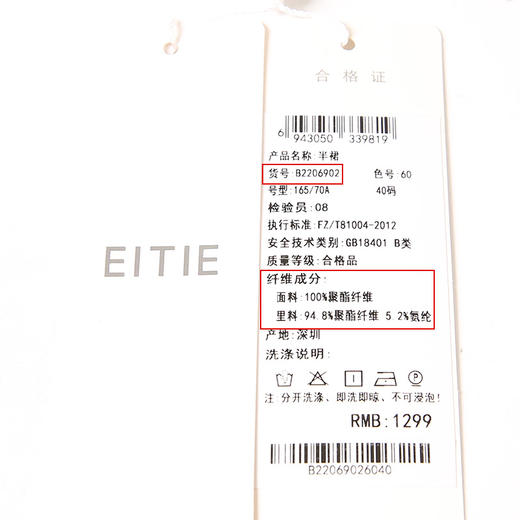 EITIE
合格证
6 943050 339819
产品名称:半裙
货号:B2206902 色号:60
号型:165/70A 40码
检验员:08
执行标准:FZ/T81004-2012
安全技术类别:GB18401 B类
质量等级:合格品
纤维成分:
面料:100%聚酯纤维
里料:94.8%聚酯纤维 5 2%氨纶
产地:深圳
洗涤说明:
注:分开洗涤、即洗即晾、不可浸泡!
RMB:1299
B22069026040